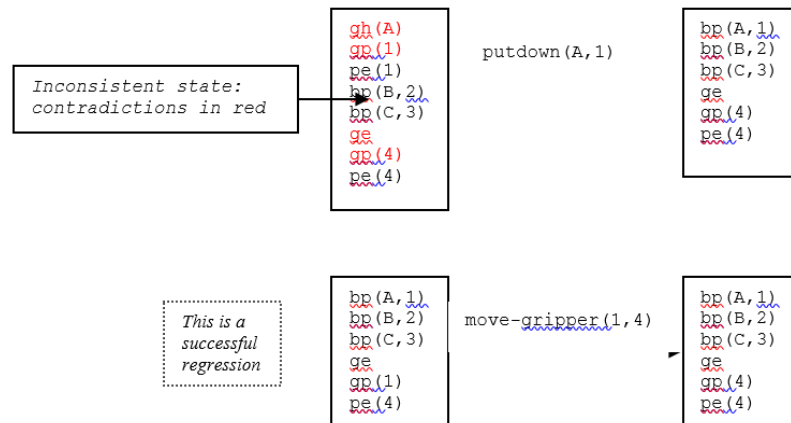 gh(A)
gp(1)
pe(1)
bp(B,2)
bp(C,3)
ge
gp(4)
pe(4)
putdown(A,1)
bp(A,1)
bp(B,2)
bp(C,3)
ge
gp(4)
pe(4)
Inconsistent state:
contradictions in red
This is a
successful
regression
bp(A,1)
bp(B,2)
bp(C,3)
ge
gp(1)
pe(4)
move-gripper(1,4)
bp(A,1)
bp(B,2)
bp(C,3)
ge
gp(4)
pe(4)